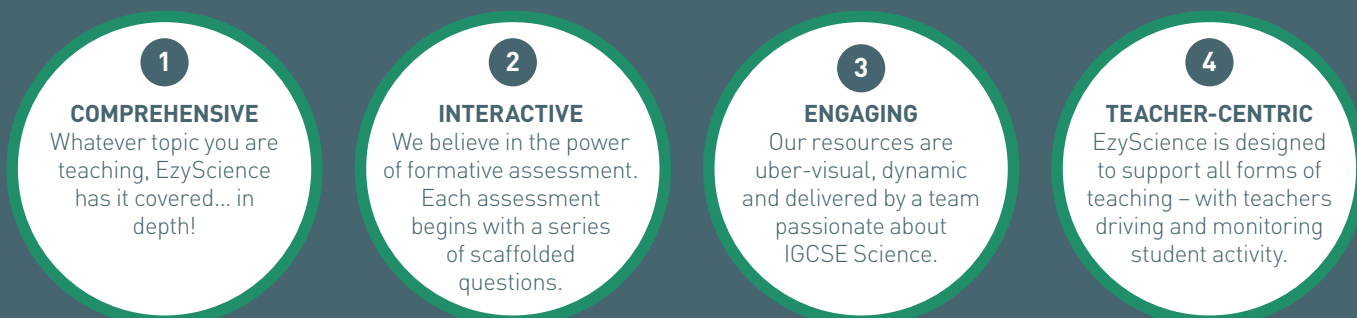 1
COMPREHENSIVE
Whatever topic you are
teaching, EzyScience
has it covered... in
depth!
2
INTERACTIVE
We believe in the power
of formative assessment.
Each assessment
begins with a series
of scaffolded
questions.
3
ENGAGING
Our resources are
uber-visual, dynamic
and delivered by a team
passionate about
IGCSE Science.
4
TEACHER-CENTRIC
EzyScience is designed
to support all forms of
teaching – with teachers
driving and monitoring
student activity.